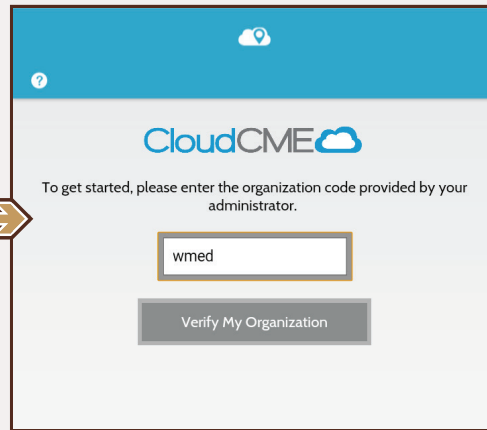 ?
CloudCME
To get started, please enter the organization code provided by your
administrator.
wmed
Verify My Organization